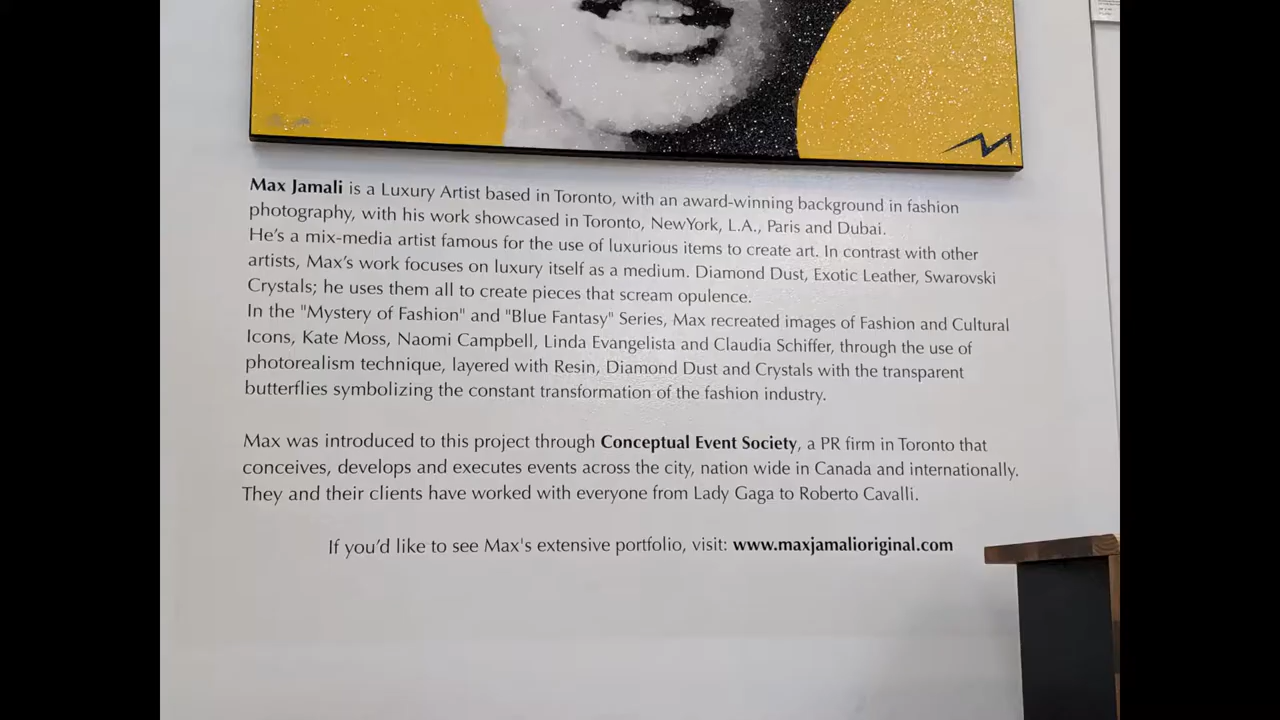 Max Jamali is a Luxury Artist based in Toronto, with an award-winning background in fashion
photography, with his work showcased in Toronto, NewYork, L.A., Paris and Dubai.
He's a mix-media artist famous for the use of luxurious items to create art. In contrast with other
artists, Max's work focuses on luxury itself as a medium. Diamond Dust, Exotic Leather, Swarovski
Crystals; he uses them all to create pieces that scream opulence.
In the "Mystery of Fashion" and "Blue Fantasy" Series, Max recreated images of Fashion and Cultural
Icons, Kate Moss, Naomi Campbell, Linda Evangelista and Claudia Schiffer, through the use of
photorealism technique, layered with Resin, Diamond Dust and Crystals with the transparent
butterflies symbolizing the constant transformation of the fashion industry.
Max was introduced to this project through Conceptual Event Society, a PR firm in Toronto that
conceives, develops and executes events across the city, nation wide in Canada and internationally.
They and their clients have worked with everyone from Lady Gaga to Roberto Cavalli.
If you'd like to see Max's extensive portfolio, visit: www.maxjamalioriginal.com